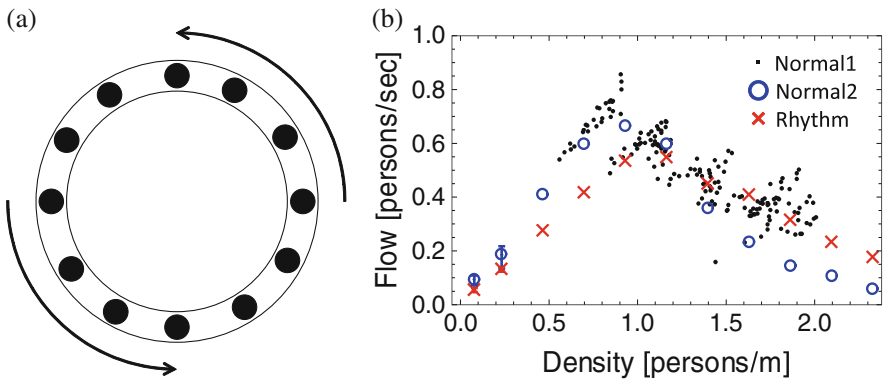 (a)
(b)
Flow [persons/sec]
1.0
0.8
0.6
0.4
0.2
0.0
Normal1
Normal2
Rhythm
0.0 0.5 1.0 1.5 2.0
Density [persons/m]